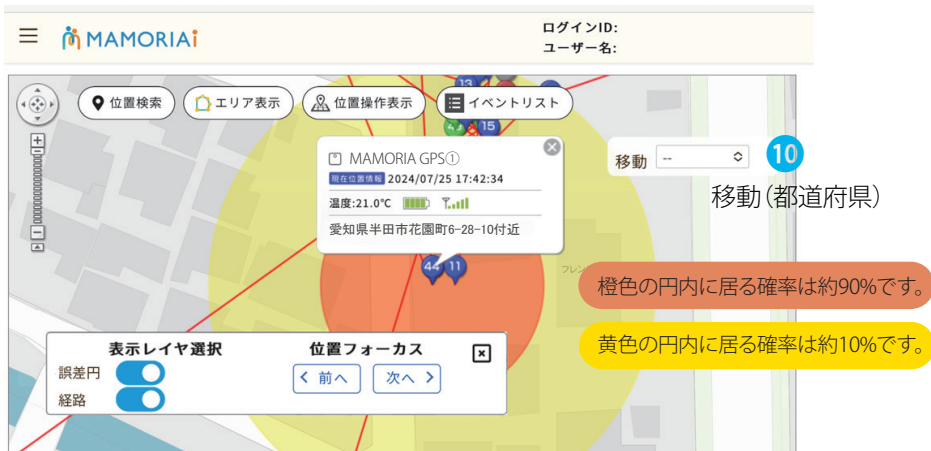 MAMORIAi
ログインID:
ユーザー名:
位置検索
エリア表示
位置操作表示
イベントリスト
13
15
MAMORIA GPS①
現在位置情報 2024/07/25 17:42:34
温度:21.0℃
愛知県半田市花園町6-28-10付近
44 11
移動 --
10
移動(都道府県)
橙色の円内に居る確率は約90%です。
黄色の円内に居る確率は約10%です。
表示レイヤ選択
誤差円
経路
位置フォーカス
前へ
次へ